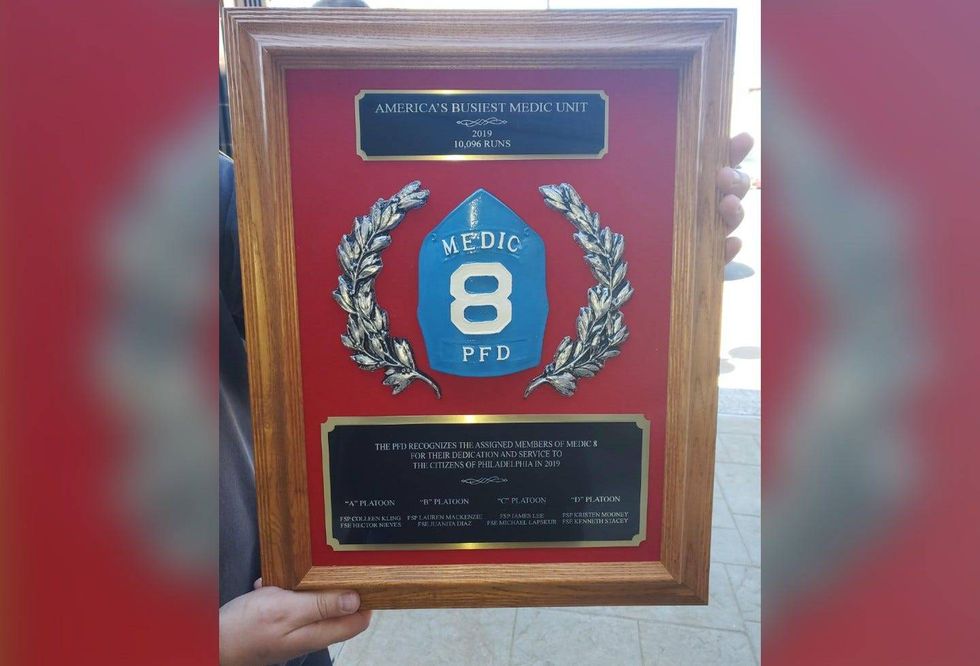 AMERICA'S BUSIEST MEDIC UNIT
2019
10,096 RUNS
MEDIC
8
PFD
THE PFD RECOGNIZES THE ASSIGNED MEMBERS OF MEDIC 8
FOR THEIR DEDICATION AND SERVICE TO
THE CITIZENS OF PHILADELPHIA IN 2019
"A" PLATOON "B" PLATOON "C" PLATOON "D" PLATOON
FSP COLLEEN KLING FSP LAUREN MACKENZIE FSP JAMES LEE FSP KRISTEN MOONEY
FSE HECTOR NIEVES FSE JUANITA DIAZ FSE MICHAEL LAPSEUR FSE KENNETH STACEY